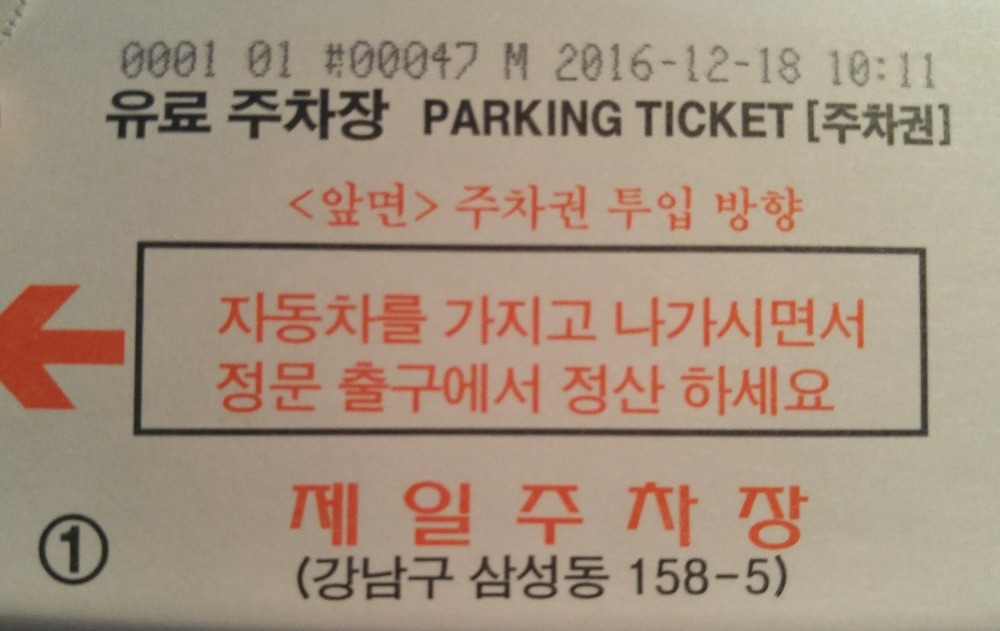 0001 01 #00047 M 2016-12-18 10:11
유료 주차장 PARKING TICKET [주차권]
<앞면> 주차권 투입 방향
자동차를 가지고 나가시면서
정문 출구에서 정산 하세요
제일주차장
① (강남구 삼성동 158-5)